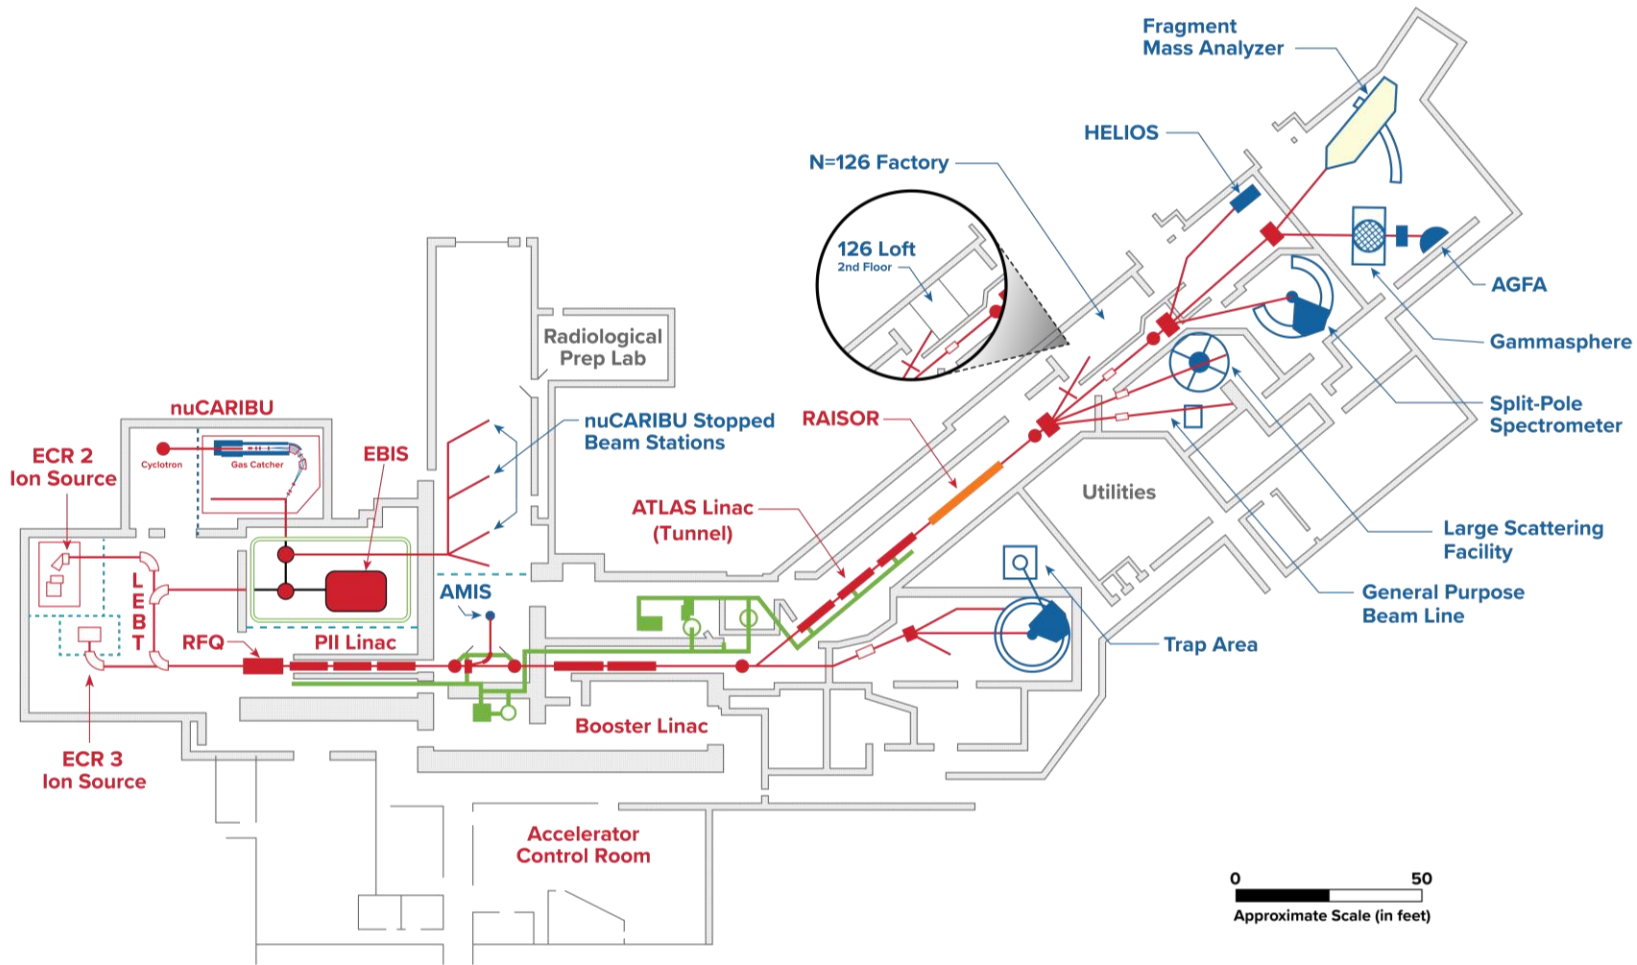 Fragment
Mass Analyzer
HELIOS
N=126 Factory
126 Loft
2nd Floor
AGFA
Gammasphere
Split-Pole
Spectrometer
Large Scattering
Facility
General Purpose
Beam Line
Trap Area
Utilities
RAISOR
ATLAS Linac
(Tunnel)
Radiological
Prep Lab
nuCARIBU Stopped
Beam Stations
nuCARIBU
Cyclotron
Gas Catcher
EBIS
ECR 2
Ion Source
LEBT
RFQ
PII Linac
AMIS
Booster Linac
ECR 3
Ion Source
Accelerator
Control Room
0 50
Approximate Scale (in feet)